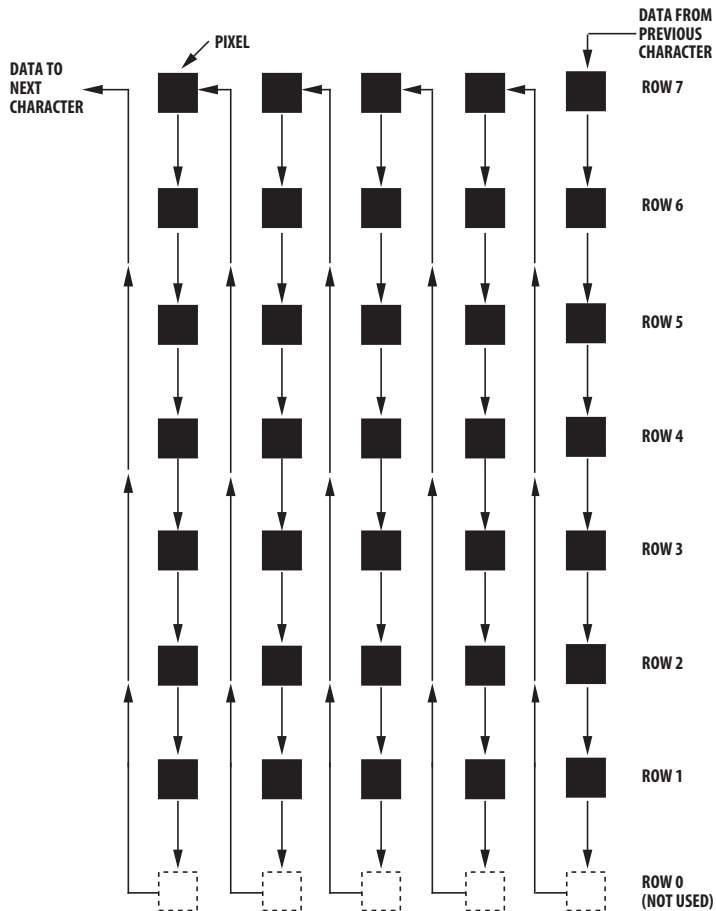 DATA FROM
PREVIOUS
CHARACTER
PIXEL
DATA TO
NEXT
CHARACTER
ROW 7
ROW 6
ROW 5
ROW 4
ROW 3
ROW 2
ROW 1
ROW 0
(NOT USED)